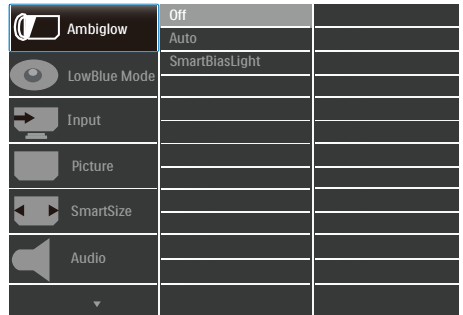 Ambiglow
LowBlue Mode
Input
Picture
SmartSize
Audio
Off
Auto
SmartBiasLight